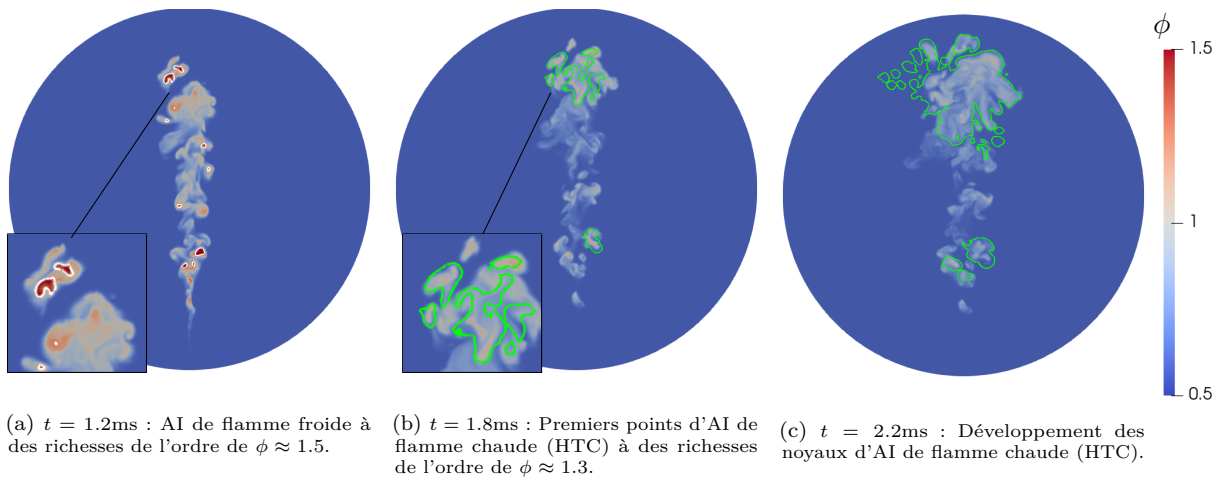 ϕ
1.5
1
0.5
(a) t = 1.2ms : AI de flamme froide à
des richesses de l'ordre de ϕ ≈ 1.5.
(b) t = 1.8ms : Premiers points d'AI de
flamme chaude (HTC) à des richesses
de l'ordre de ϕ ≈ 1.3.
(c) t = 2.2ms : Développement des
noyaux d'AI de flamme chaude (HTC).